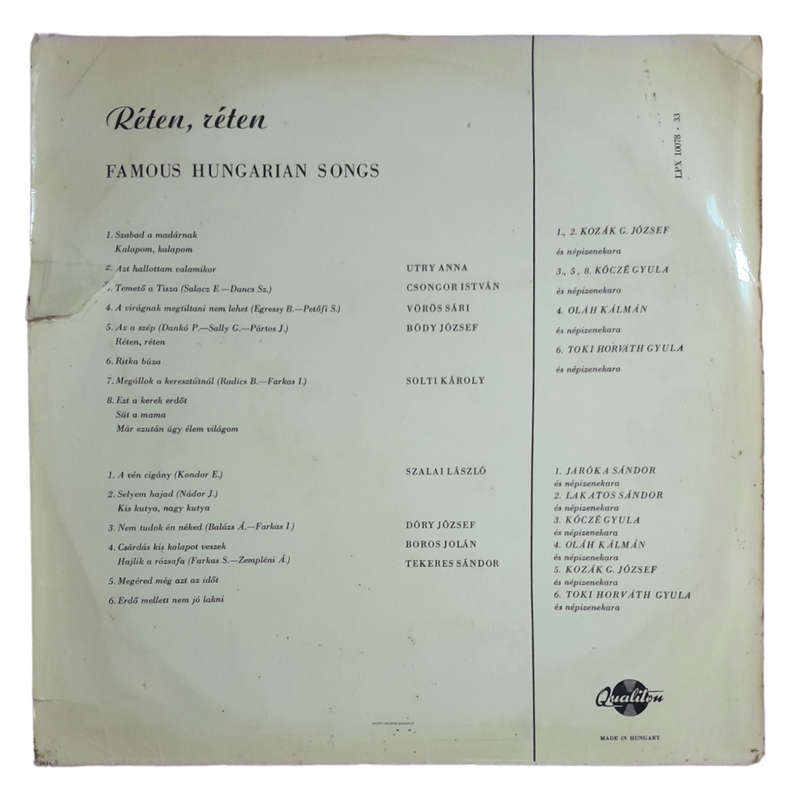 Réten, réten
FAMOUS HUNGARIAN SONGS
1. Szabad a madárnak
Kalapom, kalapom
2. Azt hallottam valamikor UTRY ANNA
3. Temető a Tisza (Salacz E.—Dancs Sz.) CSONGOR ISTVÁN
4. A virágnak megtiltani nem lehet (Egressy B.—Petőfi S.) VÖRÖS SÁRI
5. Az a szép (Dankó P.—Sally G.—Pártos J.) BÓDY JÓZSEF
Réten, réten
6. Ritka búza
7. Megállok a keresztútnál (Radics B.—Farkas I.) SOLTI KÁROLY
8. Ezt a kerek erdőt
Süt a mama
Már ezután úgy élem világom
1. A vén cigány (Kondor E.) SZALAI LÁSZLÓ
2. Selyem hajad (Nádor J.)
Kis kutya, nagy kutya
3. Nem tudok én néked (Balázs Á.—Farkas I.) DÓRY JÓZSEF
4. Csárdás kis kalapot veszek BOROS JOLÁN
Hajlik a rózsafa (Farkas S.—Zempléni Á.) TEKERES SÁNDOR
5. Megéred még azt az időt
6. Erdő mellett nem jó lakni
LPX 10078 - 33
1., 2. KOZÁK G. JÓZSEF
és népizenekara
3., 5, 8. KÓCZÉ GYULA
és népizenekara
4. OLÁH KÁLMÁN
és népizenekara
6. TOKI HORVÁTH GYULA
és népizenekara
1. JARÓKA SÁNDOR
és népizenekara
2. LAKATOS SÁNDOR
és népizenekara
3. KÓCZÉ GYULA
és népizenekara
4. OLÁH KÁLMÁN
és népizenekara
5. KOZÁK G. JÓZSEF
és népizenekara
6. TOKI HORVÁTH GYULA
és népizenekara
Qualiton
MADE IN HUNGARY